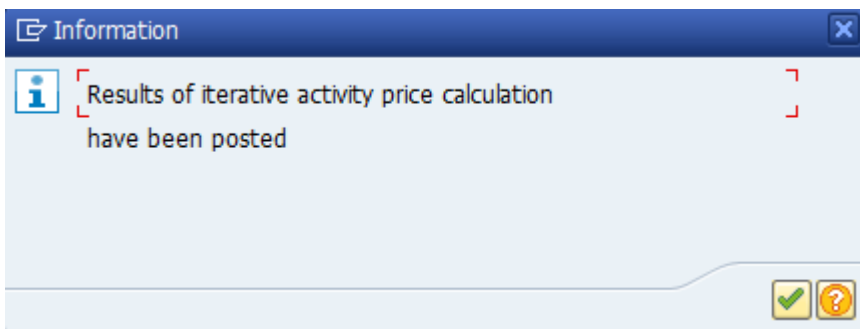 Information
Results of iterative activity price calculation
have been posted